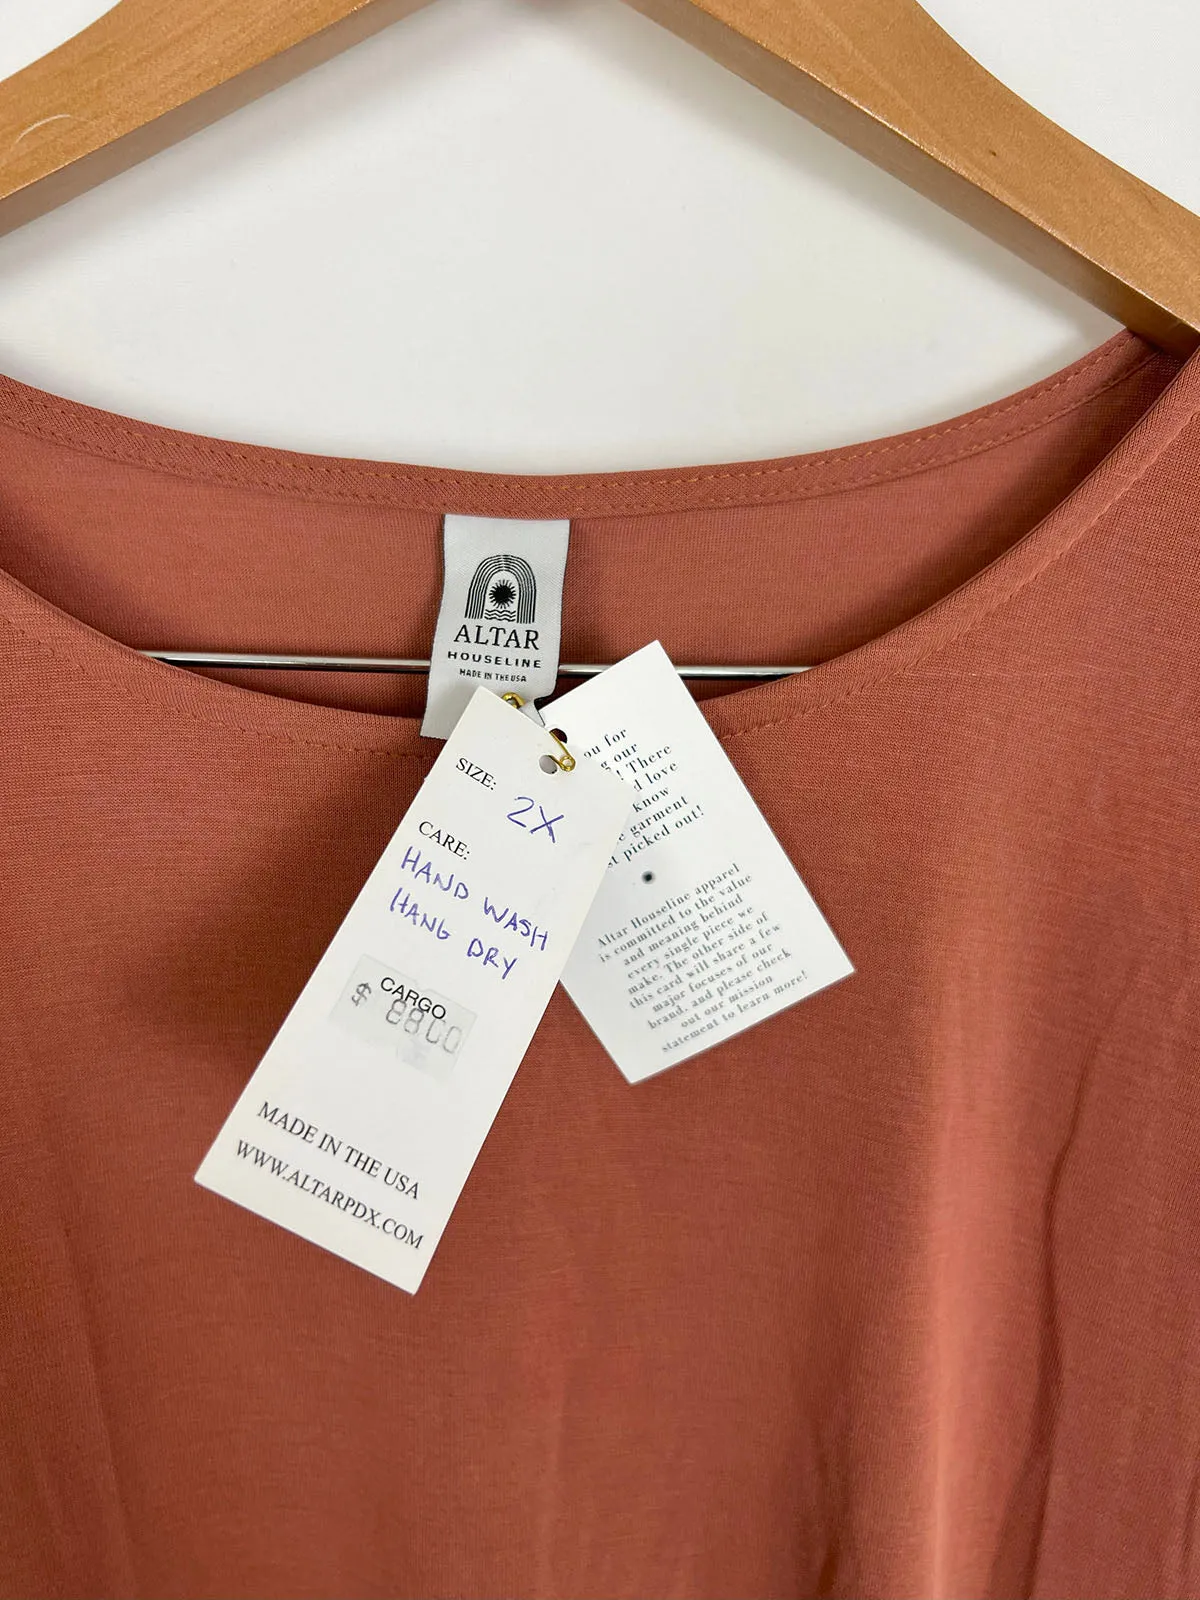 ALTAR
HOUSELINE
MADE IN THE USA
SIZE:
2X
CARE:
HAND WASH
HANG DRY
CARGO
$ 8800
MADE IN THE USA
WWW.ALTARPDX.COM
for
our
! There
love
know
garment
picked out!
Altar Houseline apparel
is committed to the value
and meaning behind
every single piece we
make. The other side of
this card will share a few
major focuses of our
brand, and please check
out our mission
statement to learn more!